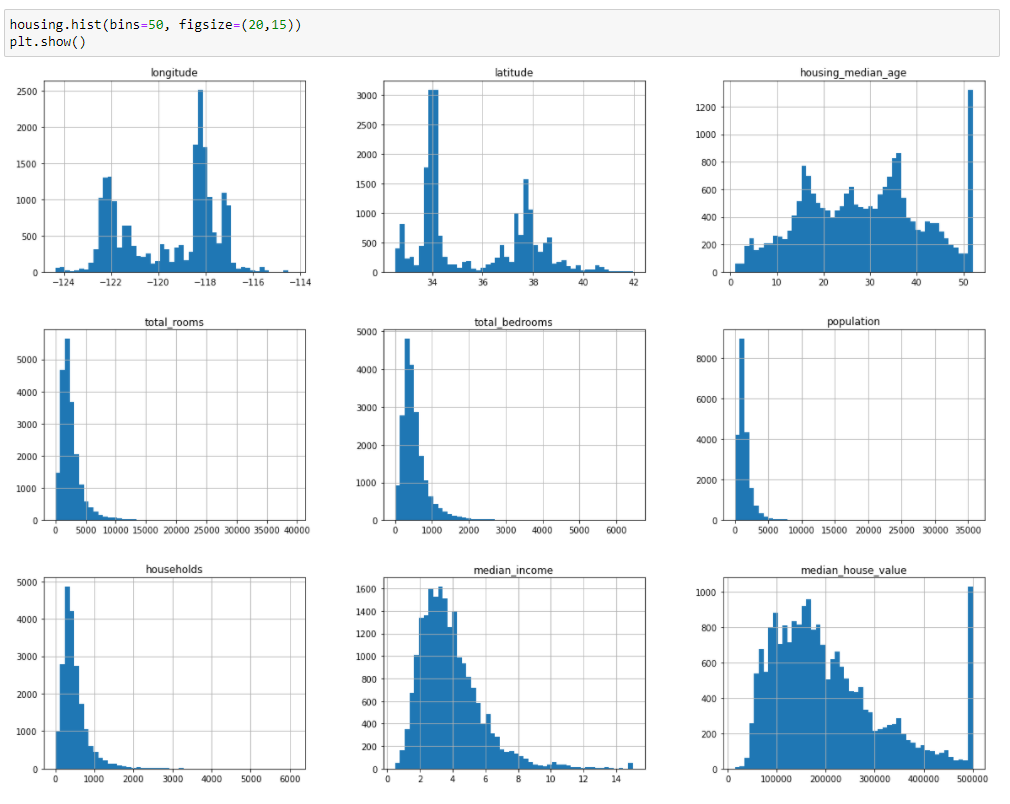 housing.hist(bins=50, figsize=(20,15))
plt.show()
longitude
2500
2000
1500
1000
500
0
−124 −122 −120 −118 −116 −114
latitude
3000
2500
2000
1500
1000
500
0
34 36 38 40 42
housing_median_age
1200
1000
800
600
400
200
0
0 10 20 30 40 50
total_rooms
5000
4000
3000
2000
1000
0
0 5000 10000 15000 20000 25000 30000 35000 40000
total_bedrooms
5000
4000
3000
2000
1000
0
0 1000 2000 3000 4000 5000 6000
population
8000
6000
4000
2000
0
0 5000 10000 15000 20000 25000 30000 35000
households
5000
4000
3000
2000
1000
0
0 1000 2000 3000 4000 5000 6000
median_income
1600
1400
1200
1000
800
600
400
200
0
0 2 4 6 8 10 12 14
median_house_value
1000
800
600
400
200
0
0 100000 200000 300000 400000 500000